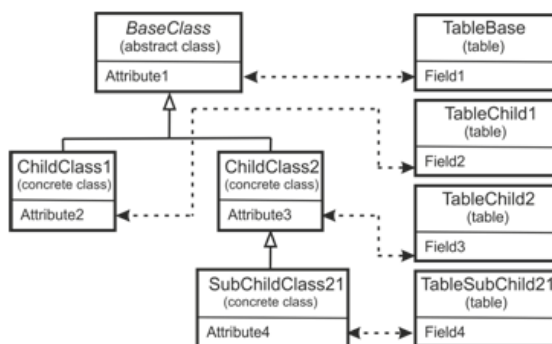 BaseClass
(abstract class)
Attribute1
TableBase
(table)
Field1
ChildClass1
(concrete class)
Attribute2
ChildClass2
(concrete class)
Attribute3
TableChild1
(table)
Field2
TableChild2
(table)
Field3
SubChildClass21
(concrete class)
Attribute4
TableSubChild21
(table)
Field4